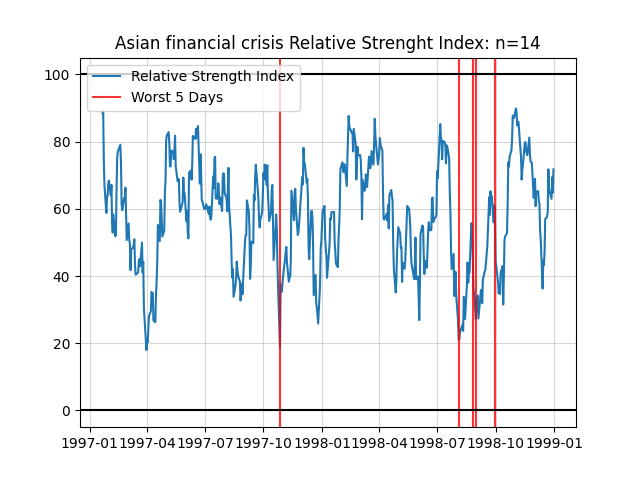 Asian financial crisis Relative Strenght Index: n=14
Relative Strength Index
Worst 5 Days
100
80
60
40
20
0
1997-01 1997-04 1997-07 1997-10 1998-01 1998-04 1998-07 1998-10 1999-01